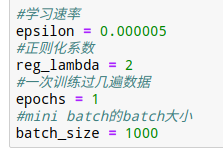 #学习速率
epsilon = 0.000005
#正则化系数
reg_lambda = 2
#一次训练过几遍数据
epochs = 1
#mini batch的batch大小
batch_size = 1000